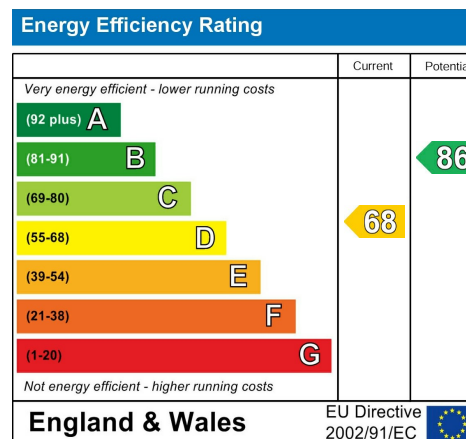 Energy Efficiency Rating
Current Potentia
Very energy efficient - lower running costs
(92 plus) A
(81-91) B
86
(69-80) C
(55-68) D
68
(39-54) E
(21-38) F
(1-20) G
Not energy efficient - higher running costs
England & Wales
EU Directive
2002/91/EC